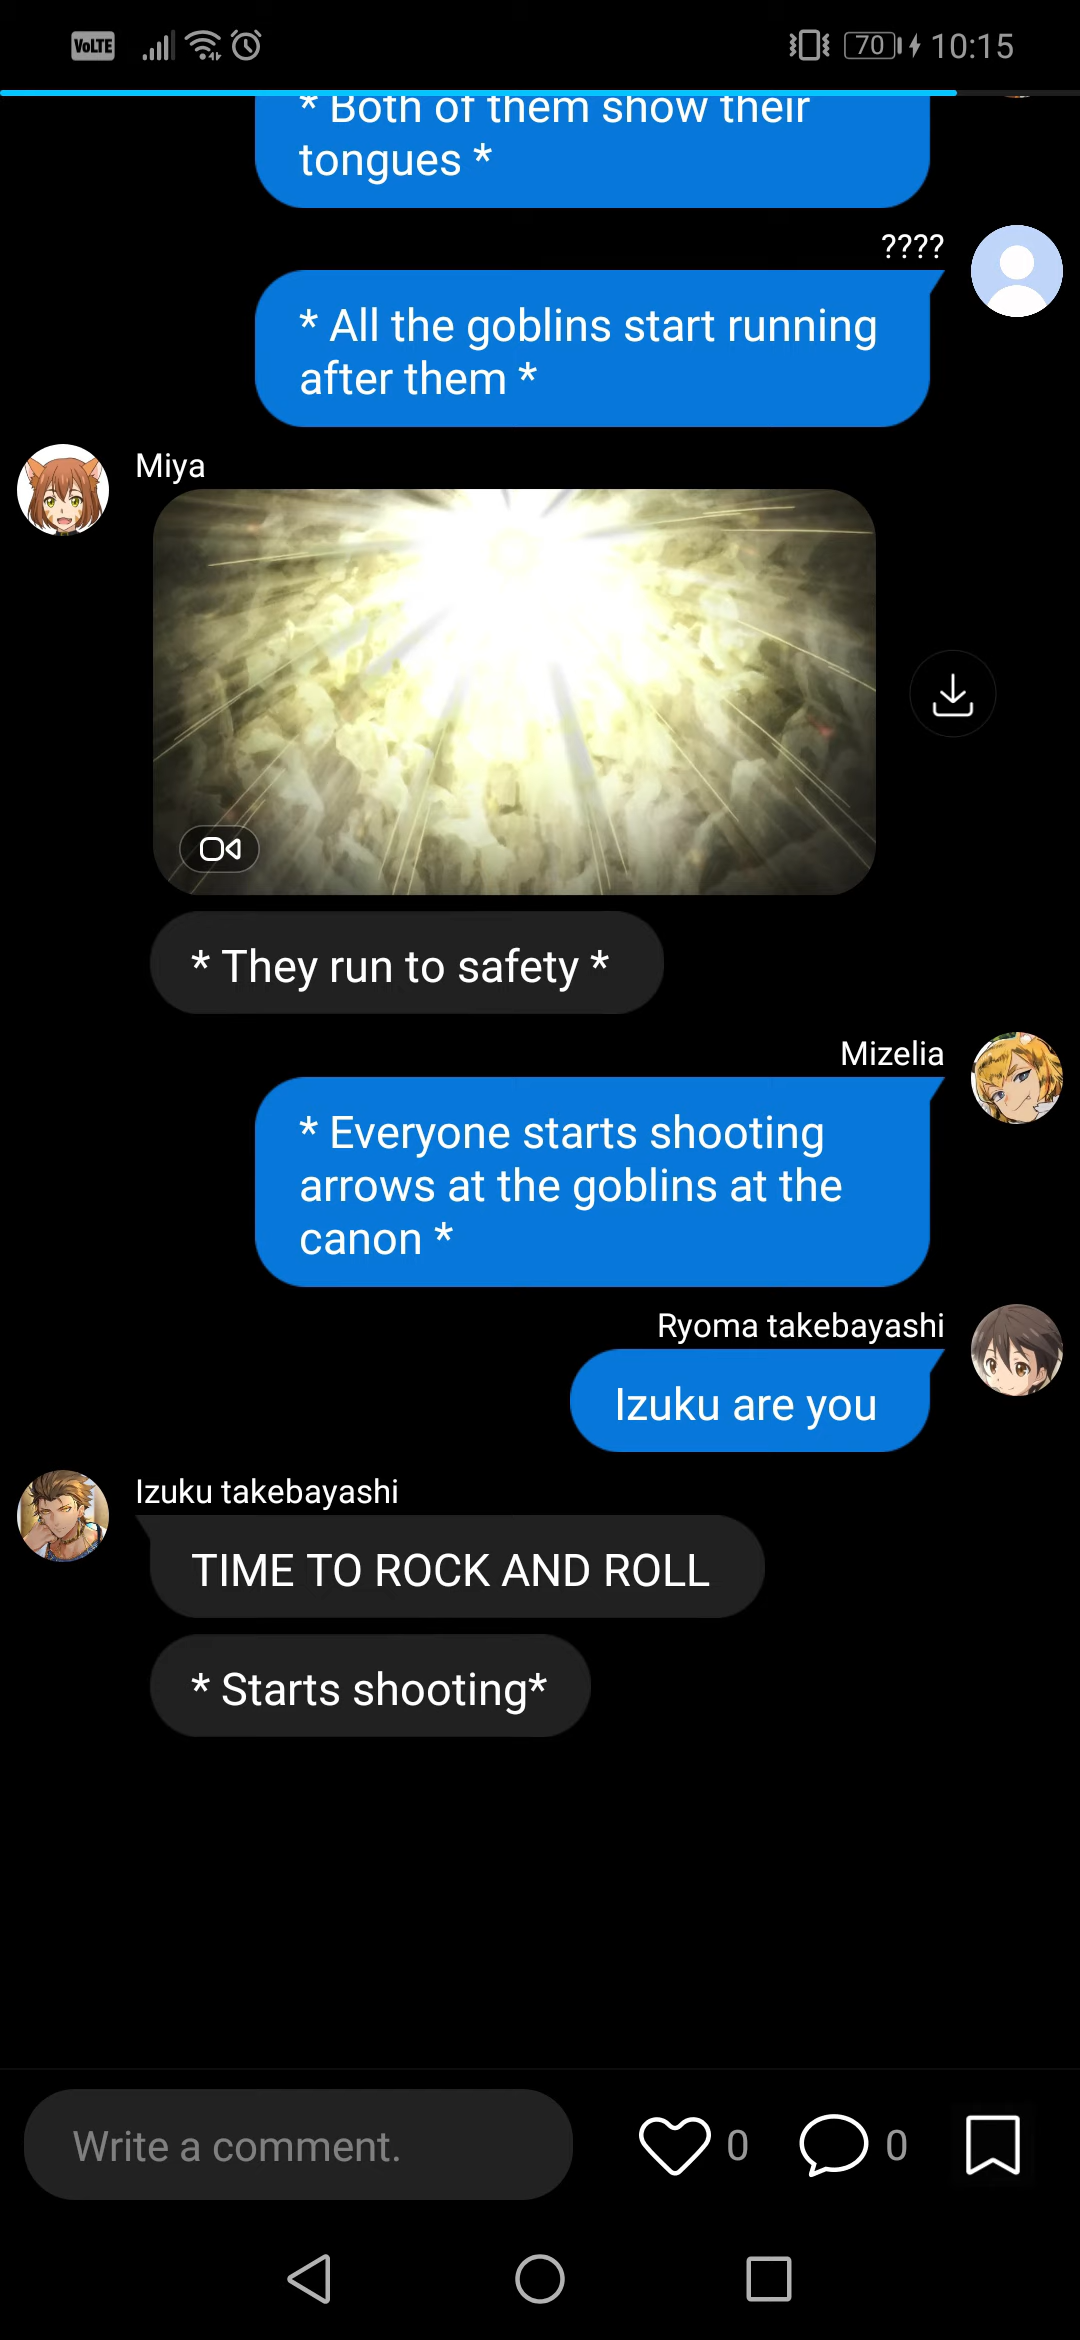 VoLTE 70 10:15
* Both of them show their
tongues *
????
* All the goblins start running
after them *
Miya
* They run to safety *
Mizelia
* Everyone starts shooting
arrows at the goblins at the
canon *
Ryoma takebayashi
Izuku are you
Izuku takebayashi
TIME TO ROCK AND ROLL
* Starts shooting*
Write a comment. 0 0